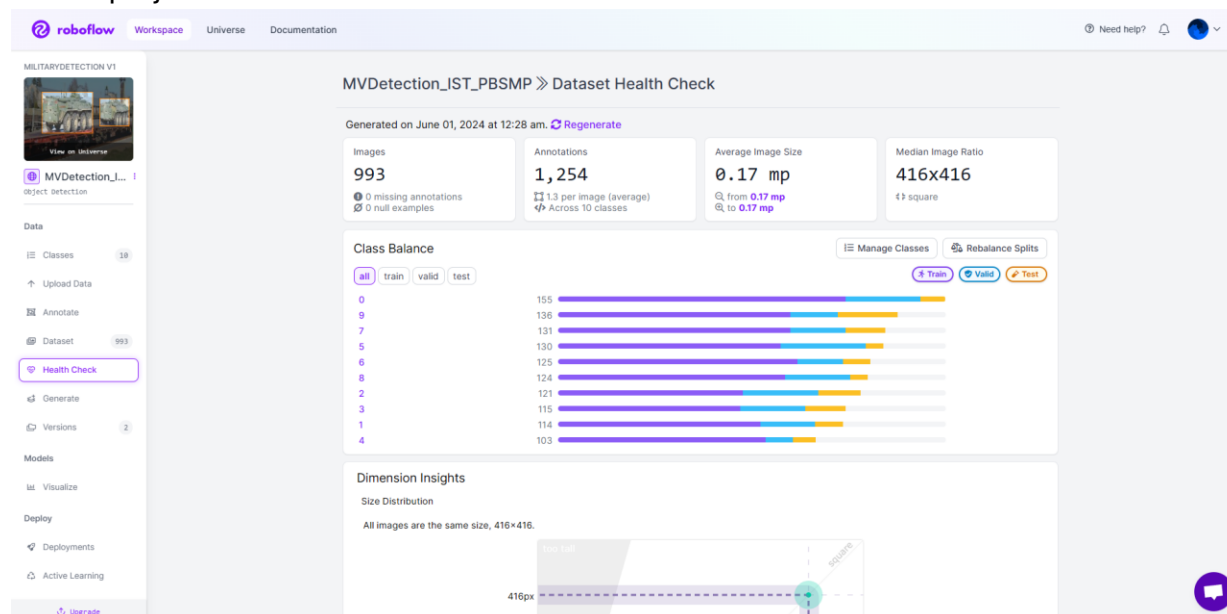 roboflow Workspace Universe Documentation Need help?
MILITARYDETECTION V1
View on Universe
MVDetection_I...
Object Detection
Data
Classes 10
Upload Data
Annotate
Dataset 993
Health Check
Generate
Versions 2
Models
Visualize
Deploy
Deployments
Active Learning
Upgrade
MVDetection_IST_PBSMP >> Dataset Health Check
Generated on June 01, 2024 at 12:28 am. Regenerate
Images
993
0 missing annotations
0 null examples
Annotations
1,254
1.3 per image (average)
Across 10 classes
Average Image Size
0.17 mp
from 0.17 mp
to 0.17 mp
Median Image Ratio
416x416
square
Class Balance Manage Classes Rebalance Splits
all train valid test Train Valid Test
0 155
9 136
7 131
5 130
6 125
8 124
2 121
3 115
1 114
4 103
Dimension Insights
Size Distribution
All images are the same size, 416×416.
too tall
square
416px